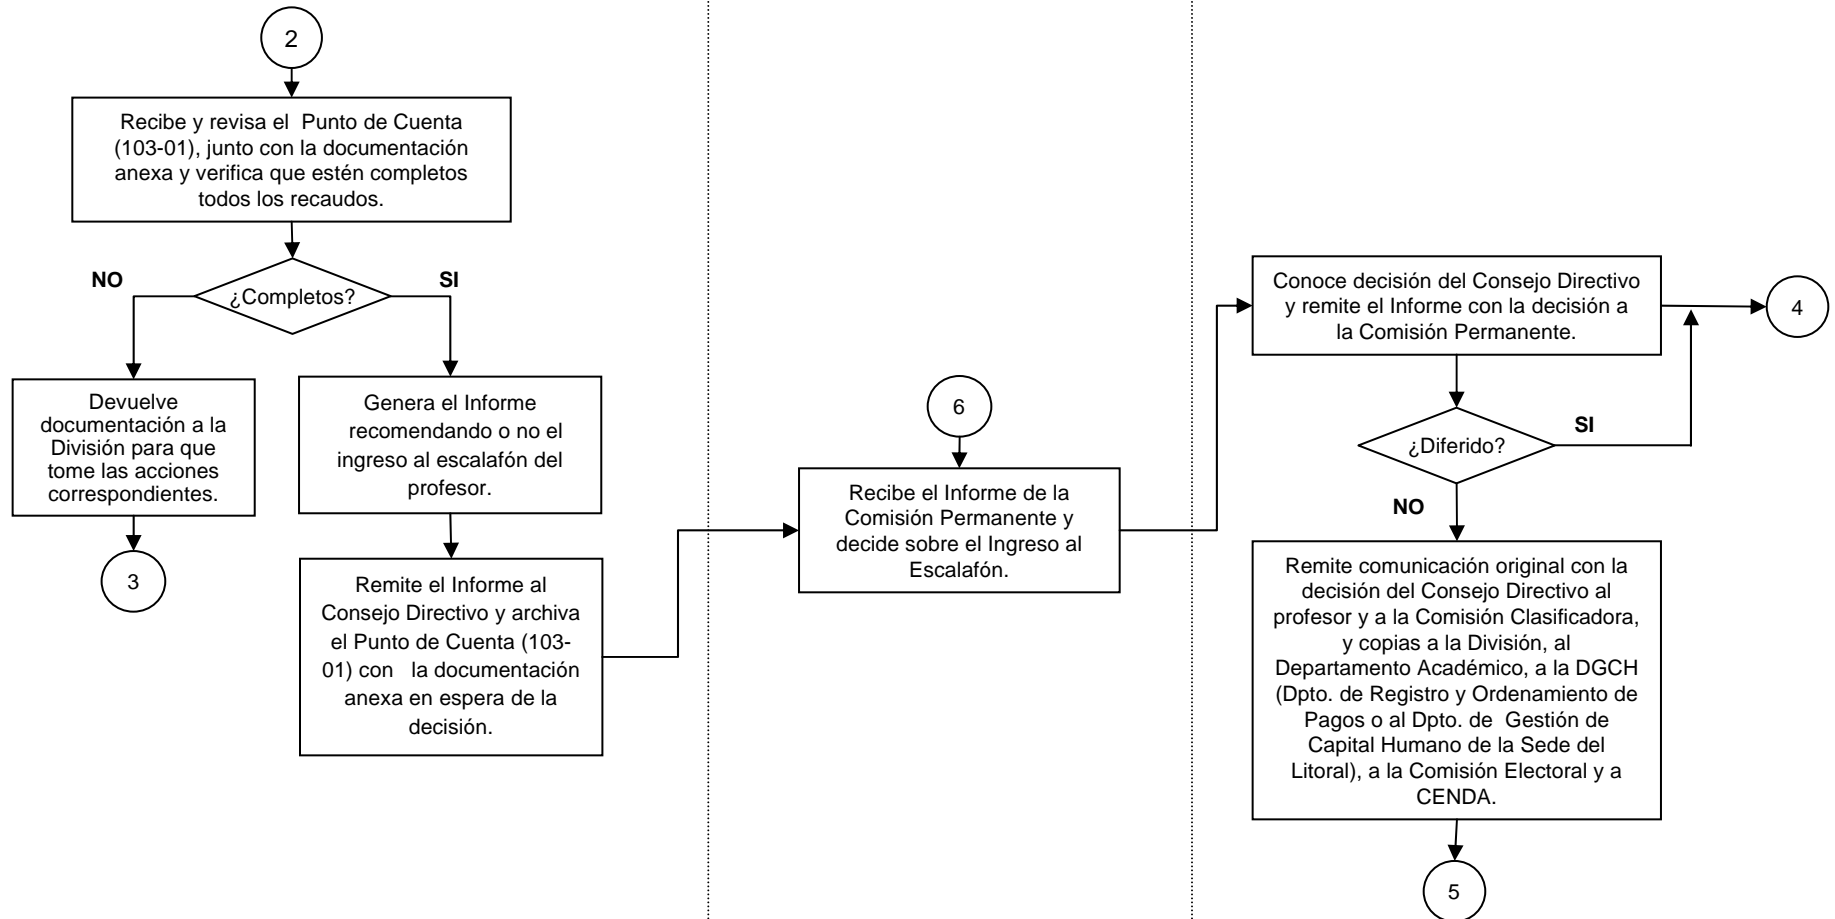 2
Recibe y revisa el Punto de Cuenta
(103-01), junto con la documentación
anexa y verifica que estén completos
todos los recaudos.
¿Completos?
NO
SI
Devuelve
documentación a la
División para que
tome las acciones
correspondientes.
3
Genera el Informe
recomendando o no el
ingreso al escalafón del
profesor.
Remite el Informe al
Consejo Directivo y archiva
el Punto de Cuenta (103-
01) con la documentación
anexa en espera de la
decisión.
6
Recibe el Informe de la
Comisión Permanente y
decide sobre el Ingreso al
Escalafón.
Conoce decisión del Consejo Directivo
y remite el Informe con la decisión a
la Comisión Permanente.
4
¿Diferido?
SI
NO
Remite comunicación original con la
decisión del Consejo Directivo al
profesor y a la Comisión Clasificadora,
y copias a la División, al
Departamento Académico, a la DGCH
(Dpto. de Registro y Ordenamiento de
Pagos o al Dpto. de Gestión de
Capital Humano de la Sede del
Litoral), a la Comisión Electoral y a
CENDA.
5